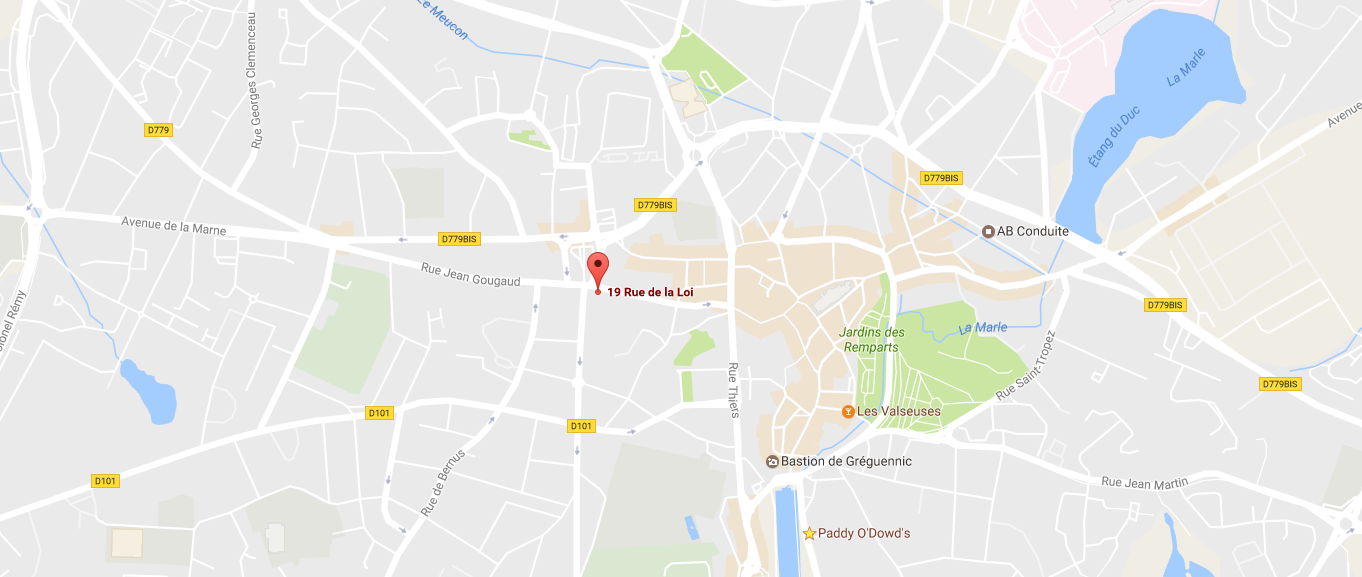 Le Meucon
La Marle
Rue Georges Clemenceau
Avenue
D779
Étang du Duc
D779BIS
D779BIS
Avenue de la Marne
D779BIS
AB Conduite
Rue Jean Gougaud
19 Rue de la Loi
D779BIS
olonel Rémy
Jardins des
Remparts
La Marle
Rue Saint-Tropez
Rue Thiers
D779BIS
D101
Les Valseuses
D101
Bastion de Gréguennic
D101
Rue de Bernus
Rue Jean Martin
Paddy O'Dowd's